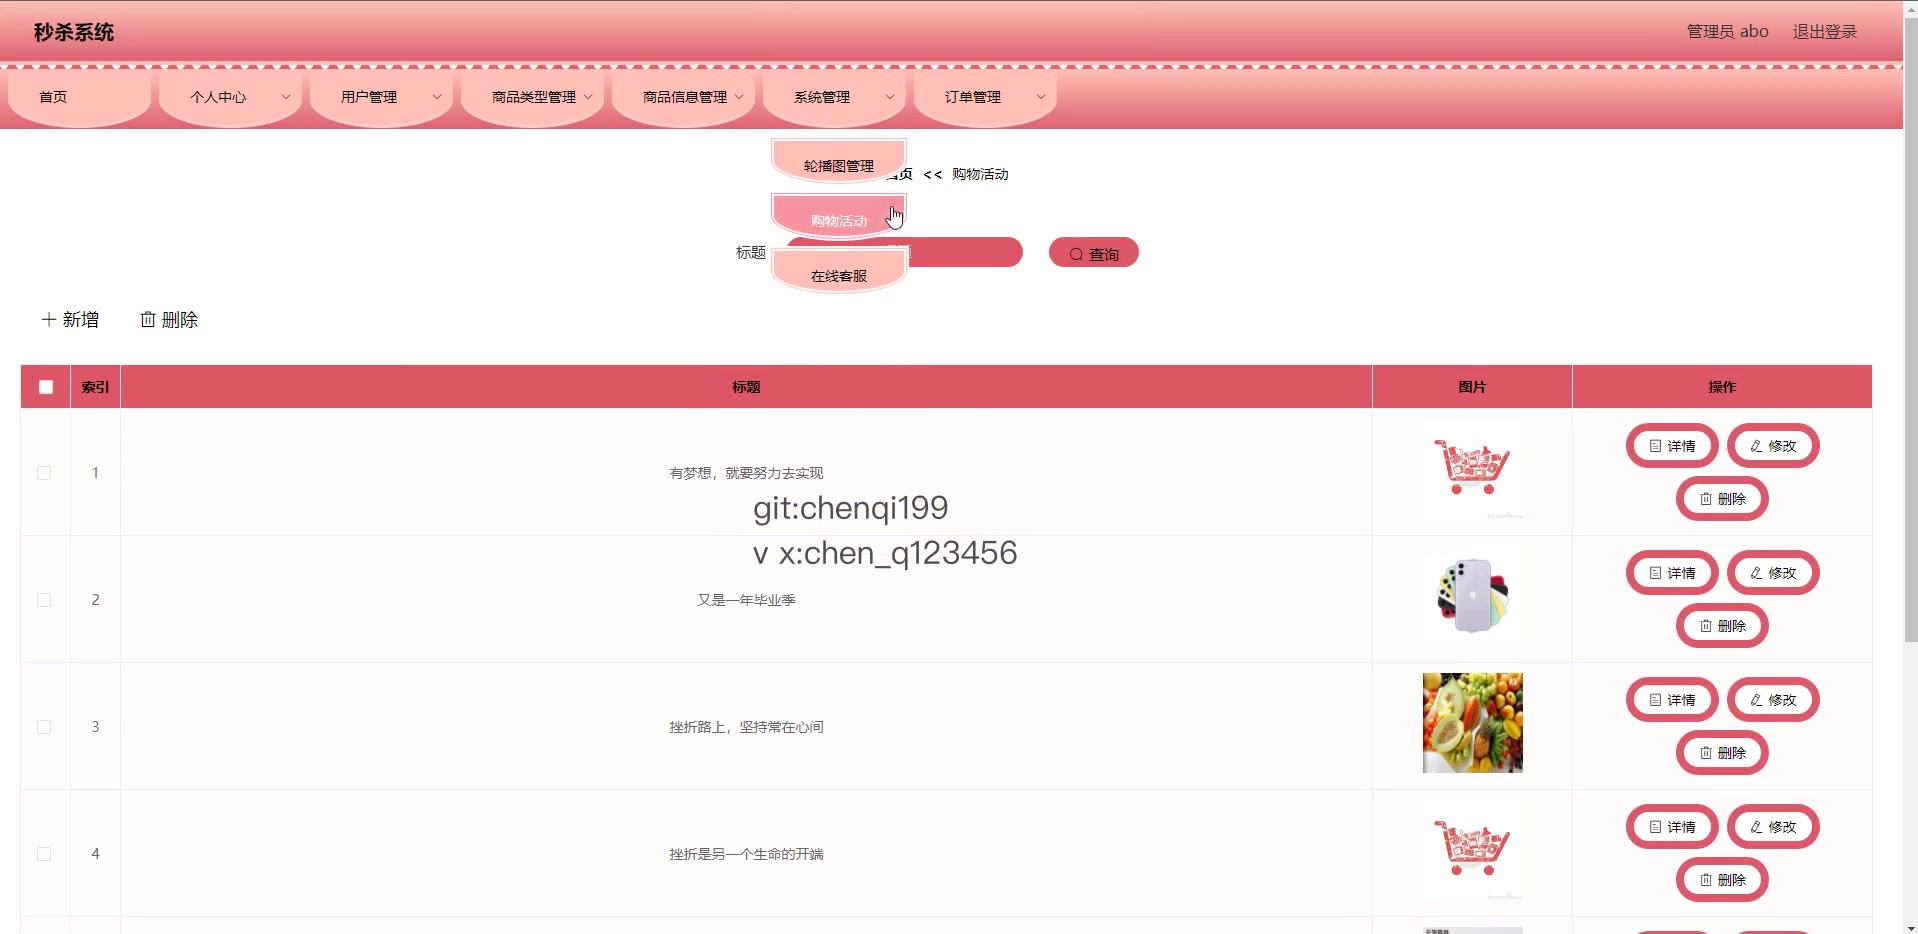 秒杀系统
管理员 abo 退出登录
首页 个人中心 用户管理 商品类型管理 商品信息管理 系统管理 订单管理
轮播图管理
首页 << 购物活动
购物活动
标题
查询
在线客服
新增 删除
索引 标题 图片 操作
1 有梦想，就要努力去实现 详情 修改
删除
git:chenqi199
v x:chen_q123456
2 又是一年毕业季 详情 修改
删除
3 挫折路上，坚持常在心间 详情 修改
删除
4 挫折是另一个生命的开端 详情 修改
删除